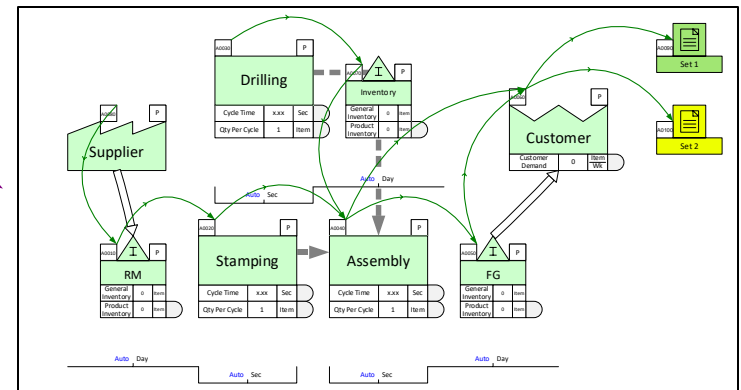 A0030
P
Drilling
Cycle Time x.xx Sec
Qty Per Cycle 1 Item
A0070
I
P
Inventory
General Inventory 0 Item
Product Inventory 0 Item
Auto Sec
Auto Day
P
Supplier
A0060
P
Customer
Customer Demand 0 Item Wk
A0090
Set 1
A0100
Set 2
A0010
I
P
RM
General Inventory 0 Item
Product Inventory 0 Item
A0020
P
Stamping
Cycle Time x.xx Sec
Qty Per Cycle 1 Item
A0040
P
Assembly
Cycle Time x.xx Sec
Qty Per Cycle 1 Item
A0050
I
P
FG
General Inventory 0 Item
Product Inventory 0 Item
Auto Day
Auto Sec
Auto Sec
Auto Day